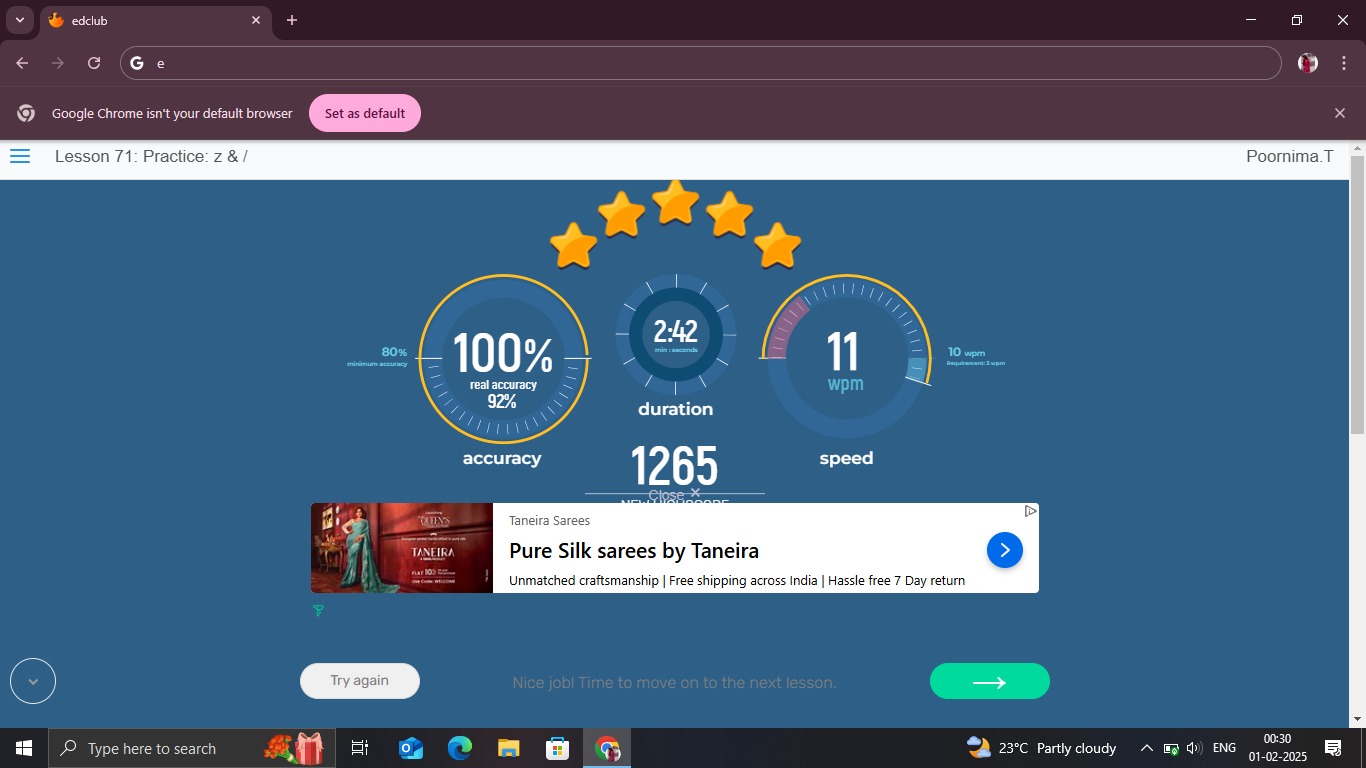 edclub
e
Google Chrome isn't your default browser
Set as default
Lesson 71: Practice: z & /
Poornima.T
80%
minimum accuracy
100%
real accuracy
92%
accuracy
2:42
min : seconds
duration
11
wpm
speed
10 wpm
Requirement: 3 wpm
1265
Close ×
NEW HIGHSCORE
QUEEN'S
TANEIRA
FLAT 10%
Use Code: WELCOME
Taneira Sarees
Pure Silk sarees by Taneira
Unmatched craftsmanship | Free shipping across India | Hassle free 7 Day return
Try again
Nice job! Time to move on to the next lesson.
Type here to search
23°C Partly cloudy
ENG
00:30
01-02-2025